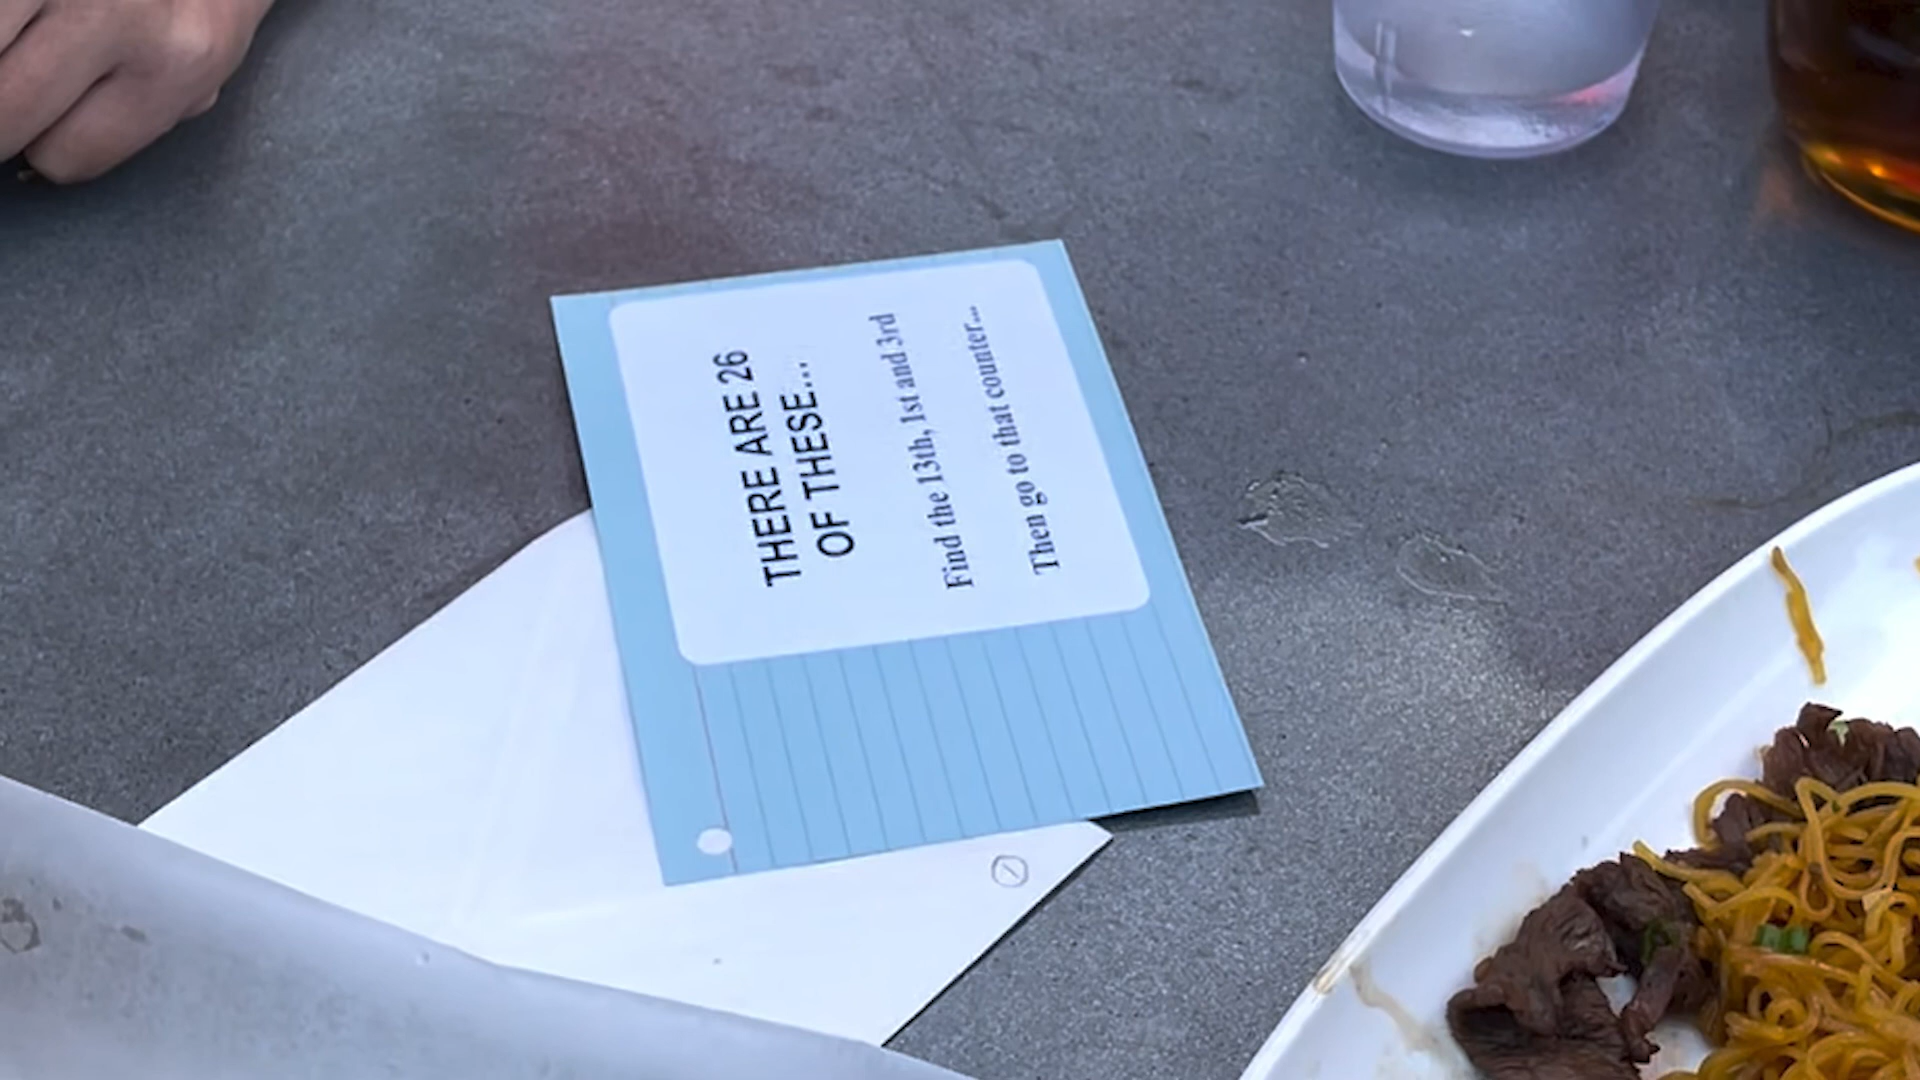 THERE ARE 26
OF THESE...
Find the 13th, 1st and 3rd
Then go to that counter...